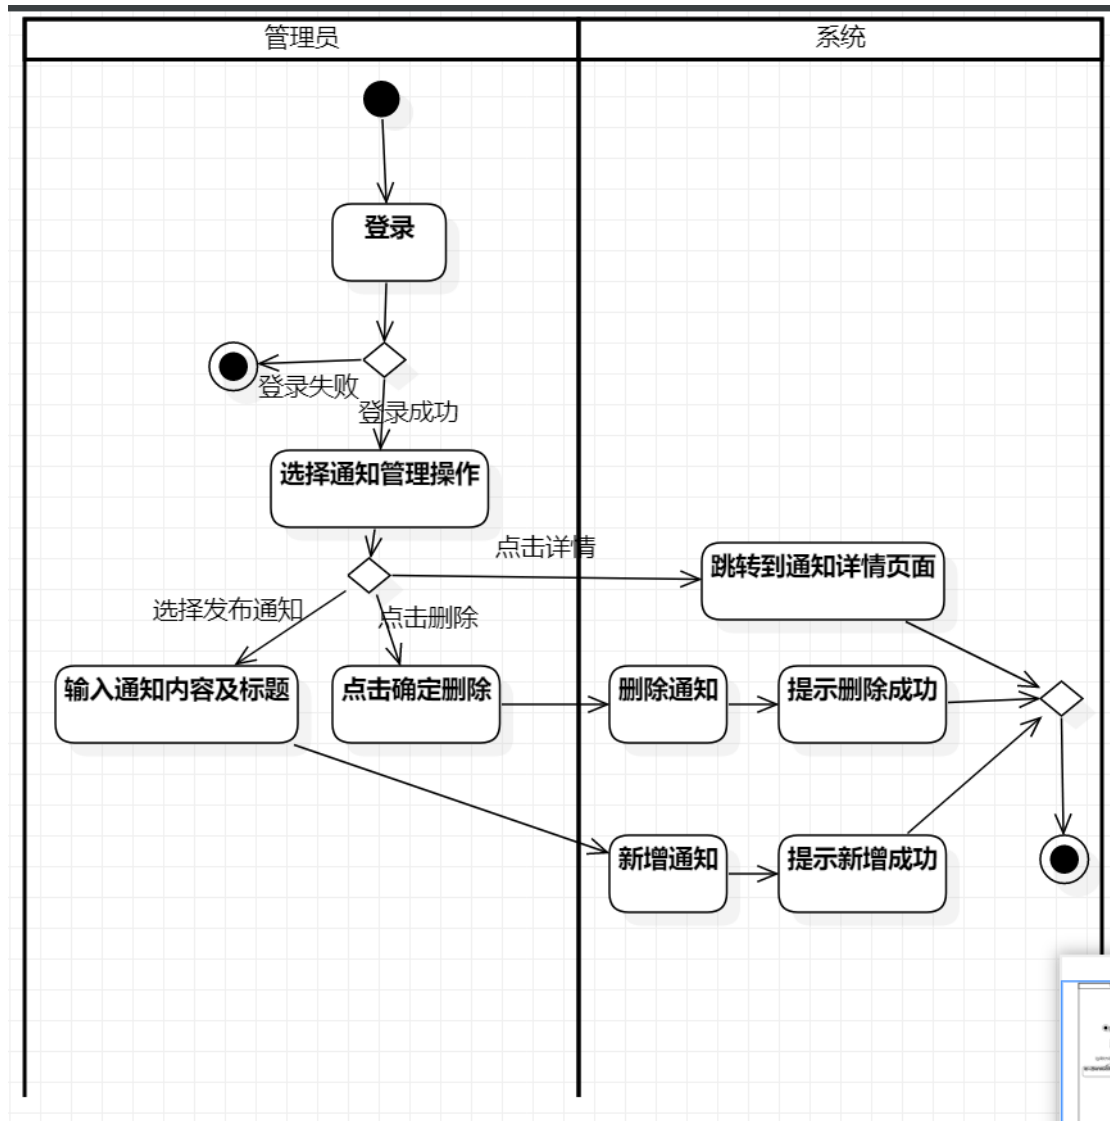 管理员
系统
登录
登录失败
登录成功
选择通知管理操作
点击详情
跳转到通知详情页面
选择发布通知
点击删除
输入通知内容及标题
点击确定删除
删除通知
提示删除成功
新增通知
提示新增成功